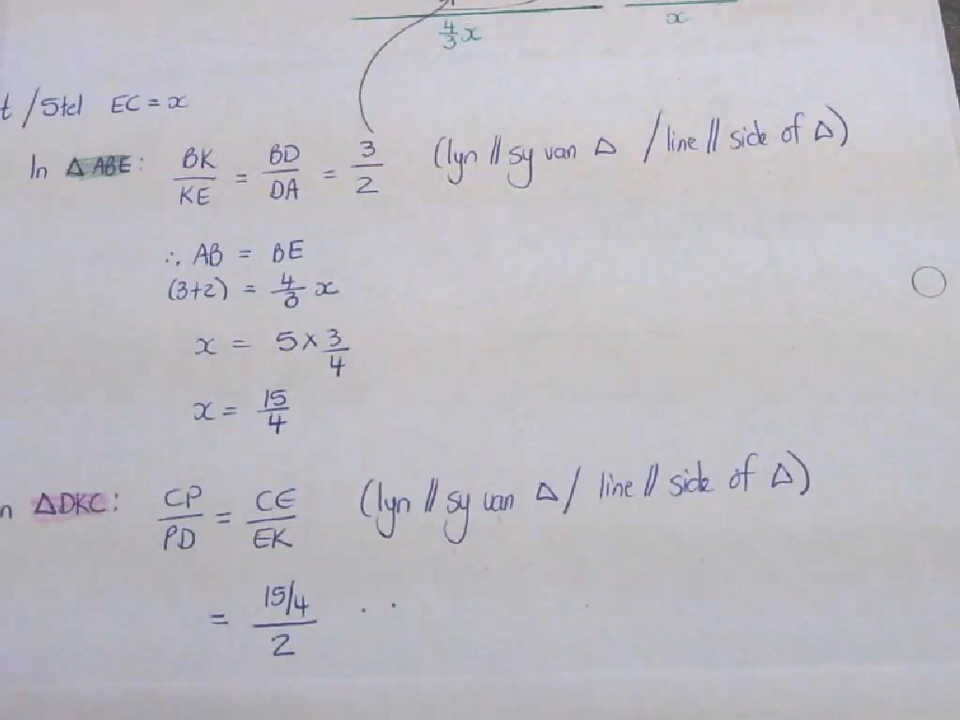 4/3 x x
t / Stel EC = x
In △ ABE: BK/KE = BD/DA = 3/2 (lyn // sy van △ / line // side of △)
∴ AB = BE
(3+2) = 4/3 x
x = 5 × 3/4
x = 15/4
n △DKC: CP/PD = CE/EK (lyn // sy van △ / line // side of △)
= 15/4 / 2 . .